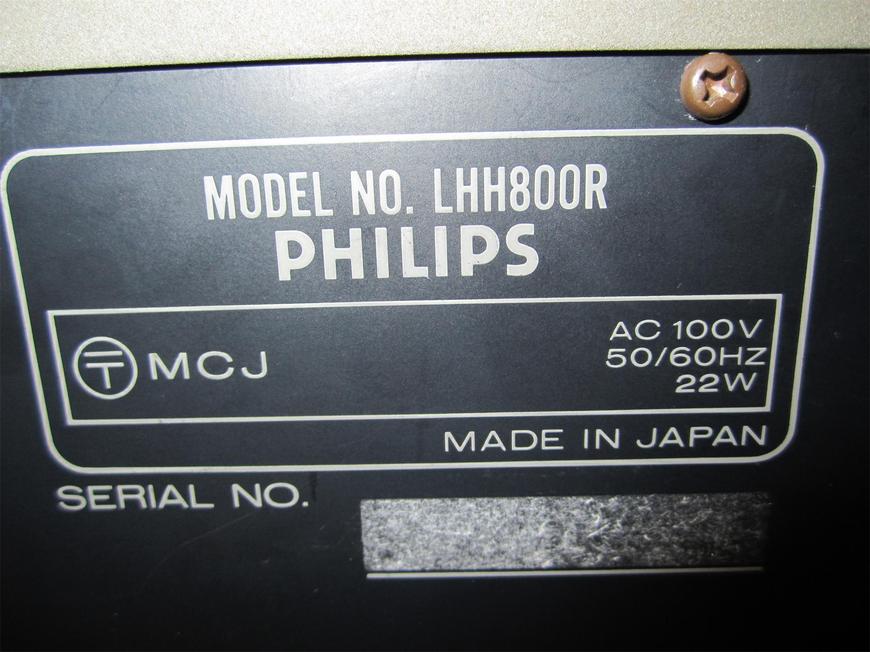 MODEL NO. LHH800R
PHILIPS
〒 MCJ
AC 100V
50/60HZ
22W
MADE IN JAPAN
SERIAL NO.